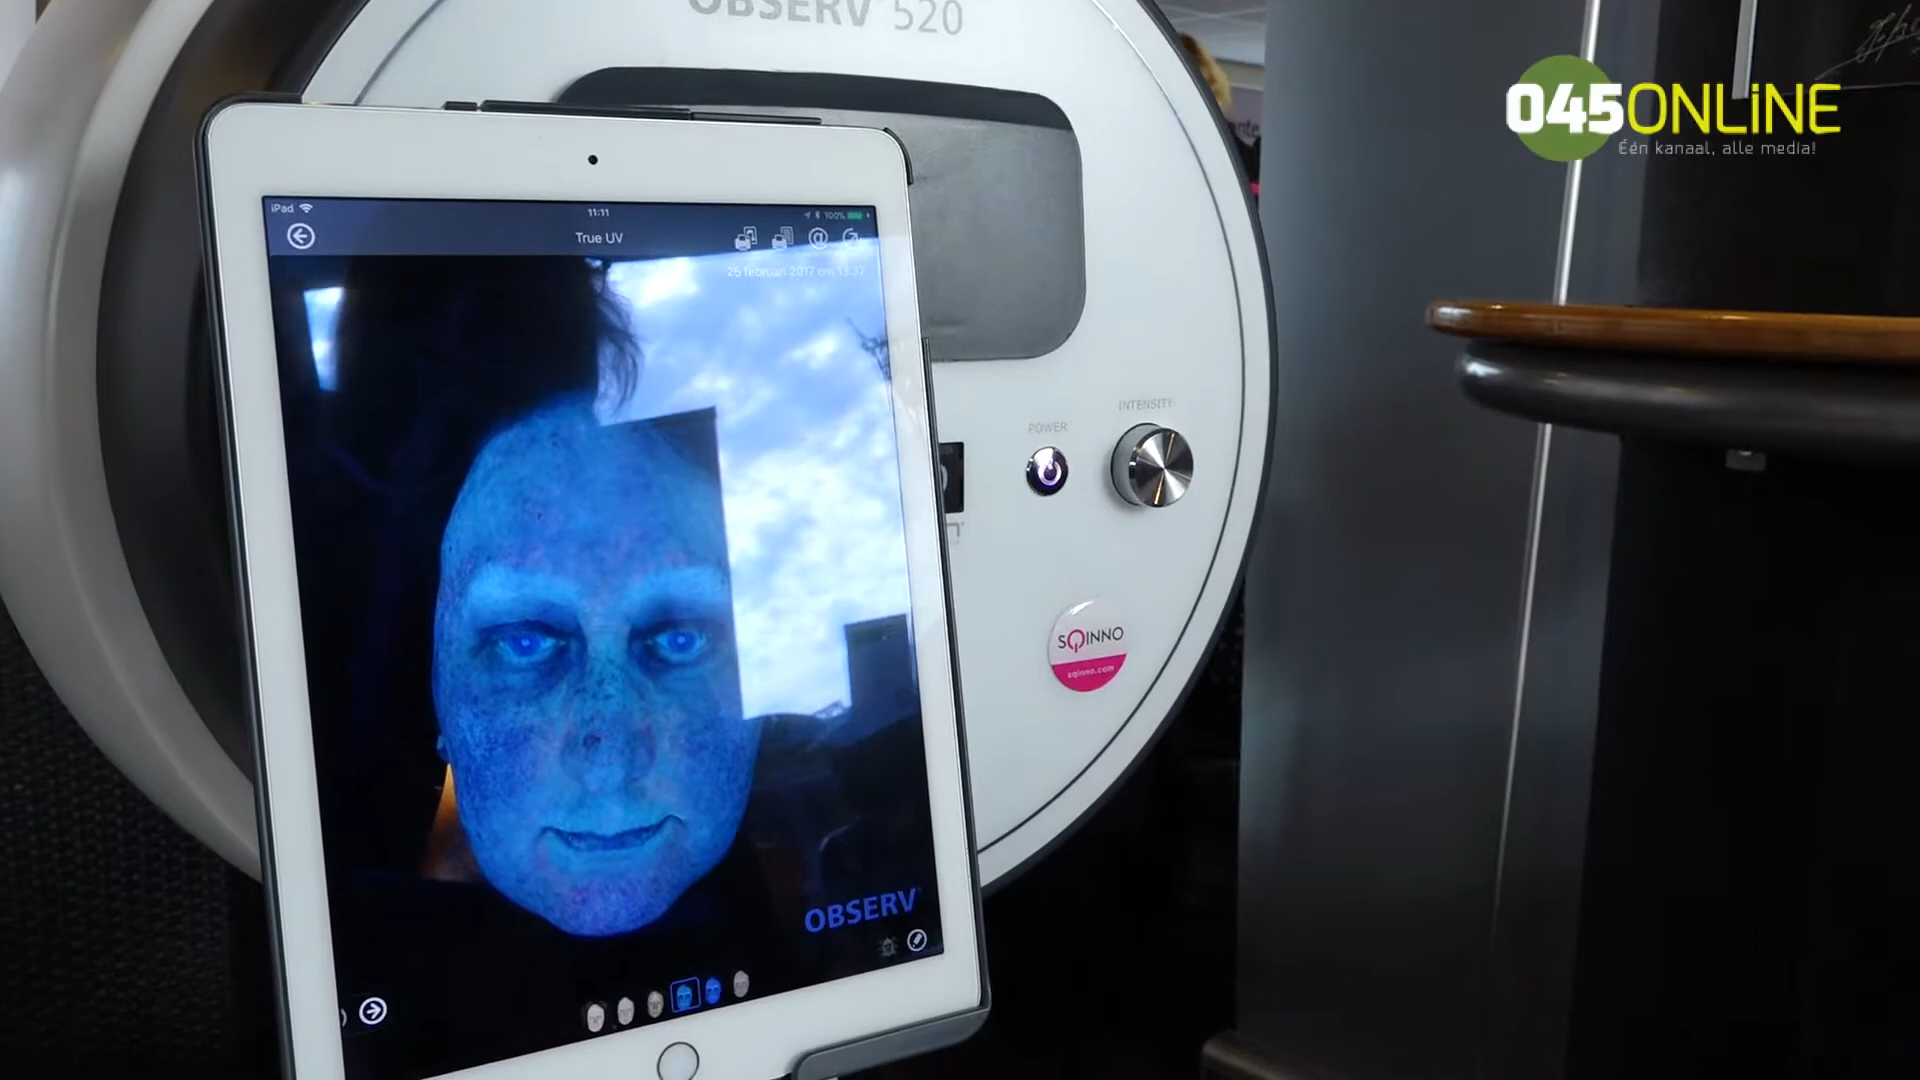 OBSERV 520
045ONLINE
Één kanaal, alle media!
iPad
11:11
100%
True UV
25 februari 2017 om 13:37
INTENSITY
POWER
SQINNO
sqinno.com
OBSERV